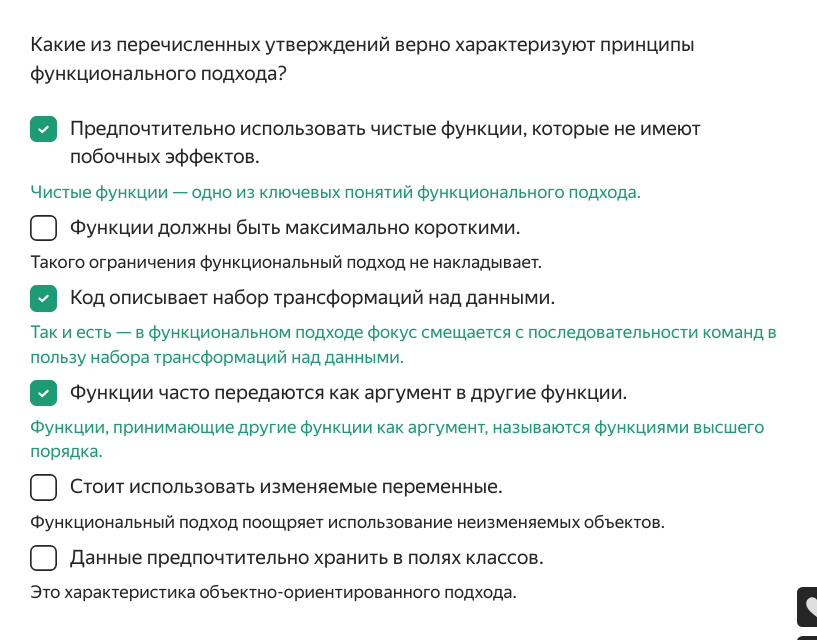 Какие из перечисленных утверждений верно характеризуют принципы
функционального подхода?
Предпочтительно использовать чистые функции, которые не имеют
побочных эффектов.
Чистые функции — одно из ключевых понятий функционального подхода.
Функции должны быть максимально короткими.
Такого ограничения функциональный подход не накладывает.
Код описывает набор трансформаций над данными.
Так и есть — в функциональном подходе фокус смещается с последовательности команд в
пользу набора трансформаций над данными.
Функции часто передаются как аргумент в другие функции.
Функции, принимающие другие функции как аргумент, называются функциями высшего
порядка.
Стоит использовать изменяемые переменные.
Функциональный подход поощряет использование неизменяемых объектов.
Данные предпочтительно хранить в полях классов.
Это характеристика объектно-ориентированного подхода.